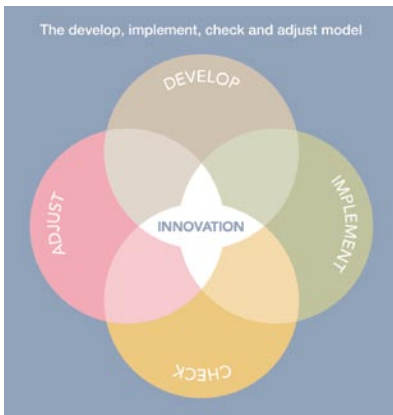 The develop, implement, check and adjust model
DEVELOP
IMPLEMENT
CHECK
ADJUST
INNOVATION